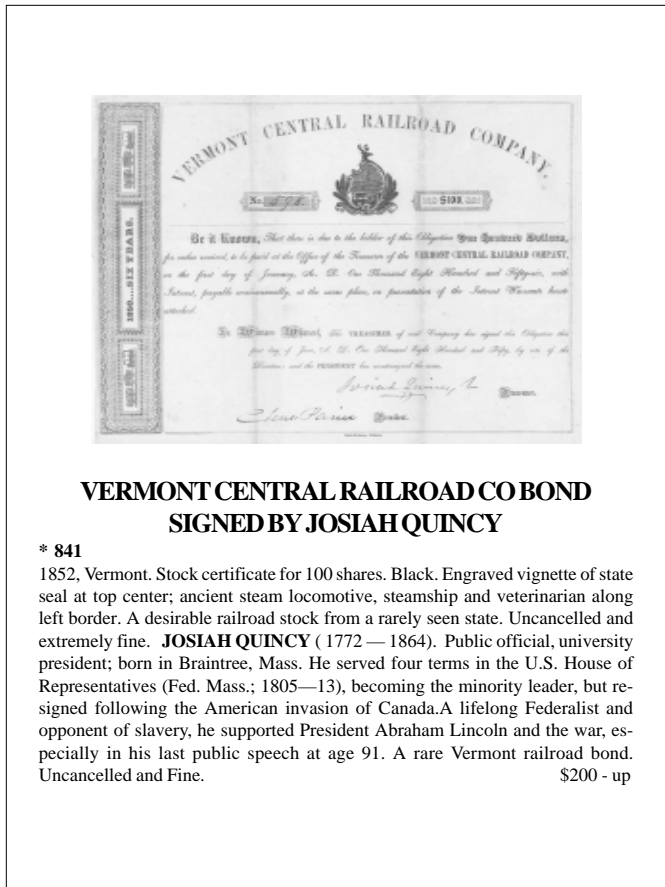 VERMONT CENTRAL RAILROAD COMPANY.
No. $100
1850....SIX YEARS.
Be it Known, That there is due to the holder of this Obligation One Hundred Dollars,
for value received, to be paid at the Office of the Treasurer of the VERMONT CENTRAL RAILROAD COMPANY,
on the first day of January, A. D. One Thousand Eight Hundred and Fifty-six, with
Interest, payable semi-annually, at the same place, on presentation of the Interest Warrants hereto
attached.
In Witness Whereof, The TREASURER of said Company has signed this Obligation this
first day of A. D. One Thousand Eight Hundred and Fifty, by vote of the
Directors; and the PRESIDENT has countersigned the same.
Josiah Quincy Jr
VERMONT CENTRAL RAILROAD CO BOND
SIGNED BY JOSIAH QUINCY
* 841
1852, Vermont. Stock certificate for 100 shares. Black. Engraved vignette of state
seal at top center; ancient steam locomotive, steamship and veterinarian along
left border. A desirable railroad stock from a rarely seen state. Uncancelled and
extremely fine. JOSIAH QUINCY ( 1772 — 1864). Public official, university
president; born in Braintree, Mass. He served four terms in the U.S. House of
Representatives (Fed. Mass.; 1805—13), becoming the minority leader, but re-
signed following the American invasion of Canada.A lifelong Federalist and
opponent of slavery, he supported President Abraham Lincoln and the war, es-
pecially in his last public speech at age 91. A rare Vermont railroad bond.
Uncancelled and Fine. $200 - up